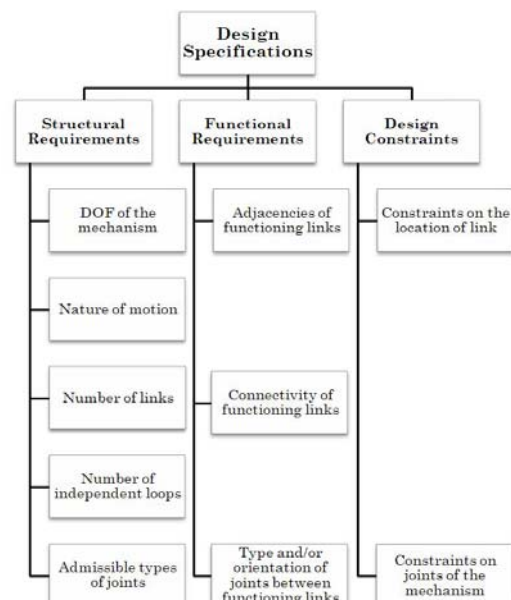 Design
Specifications
Structural
Requirements
Functional
Requirements
Design
Constraints
DOF of the
mechanism
Adjacencies of
functioning links
Constraints on the
location of link
Nature of motion
Number of links
Connectivity of
functioning links
Number of
independent loops
Admissible types
of joints
Type and/or
orientation of
joints between
functioning links
Constraints on
joints of the
mechanism